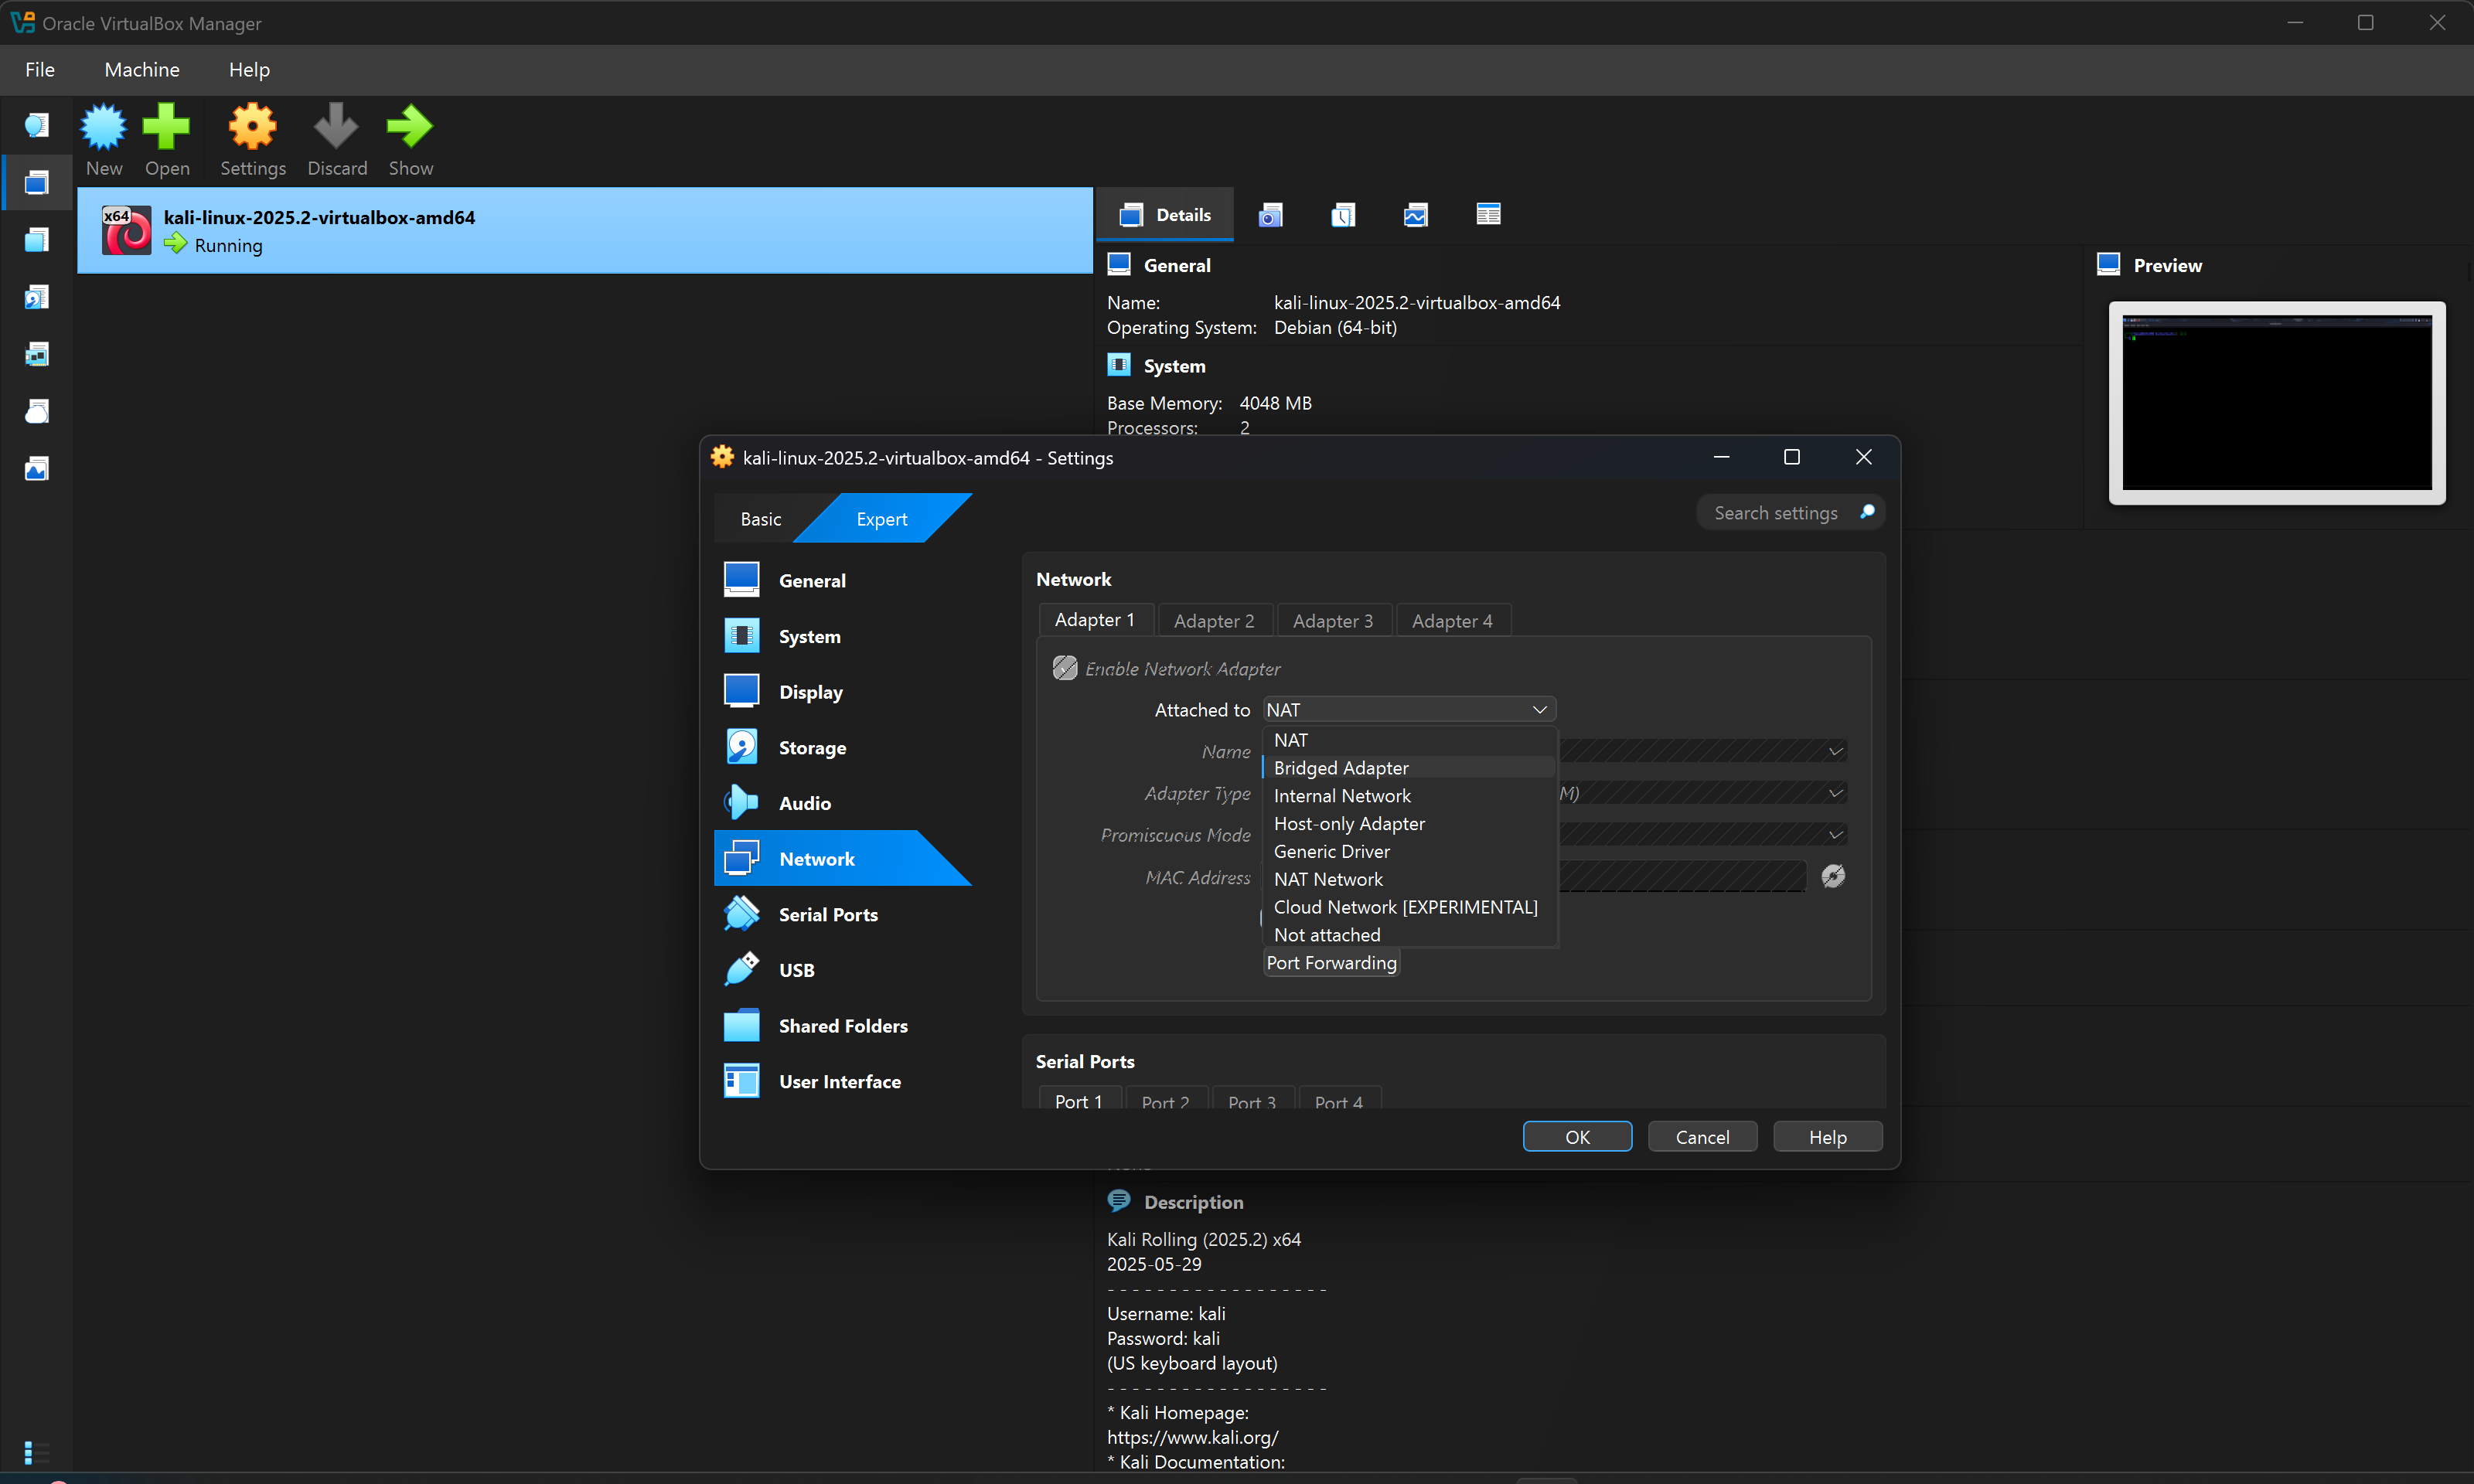 Oracle VirtualBox Manager
File Machine Help
New Open Settings Discard Show
x64
kali-linux-2025.2-virtualbox-amd64
Running
Details
General
Name: kali-linux-2025.2-virtualbox-amd64
Operating System: Debian (64-bit)
System
Base Memory: 4048 MB
Processors: 2
Preview
kali-linux-2025.2-virtualbox-amd64 - Settings
Basic Expert
Search settings
General
System
Display
Storage
Audio
Network
Serial Ports
USB
Shared Folders
User Interface
Network
Adapter 1 Adapter 2 Adapter 3 Adapter 4
Enable Network Adapter
Attached to NAT
Name
Adapter Type M)
Promiscuous Mode
MAC Address
NAT
Bridged Adapter
Internal Network
Host-only Adapter
Generic Driver
NAT Network
Cloud Network [EXPERIMENTAL]
Not attached
Port Forwarding
Serial Ports
Port 1 Port 2 Port 3 Port 4
OK Cancel Help
Description
Kali Rolling (2025.2) x64
2025-05-29
- - - - - - - - - - - - - - - - - -
Username: kali
Password: kali
(US keyboard layout)
- - - - - - - - - - - - - - - - - -
* Kali Homepage:
https://www.kali.org/
* Kali Documentation: